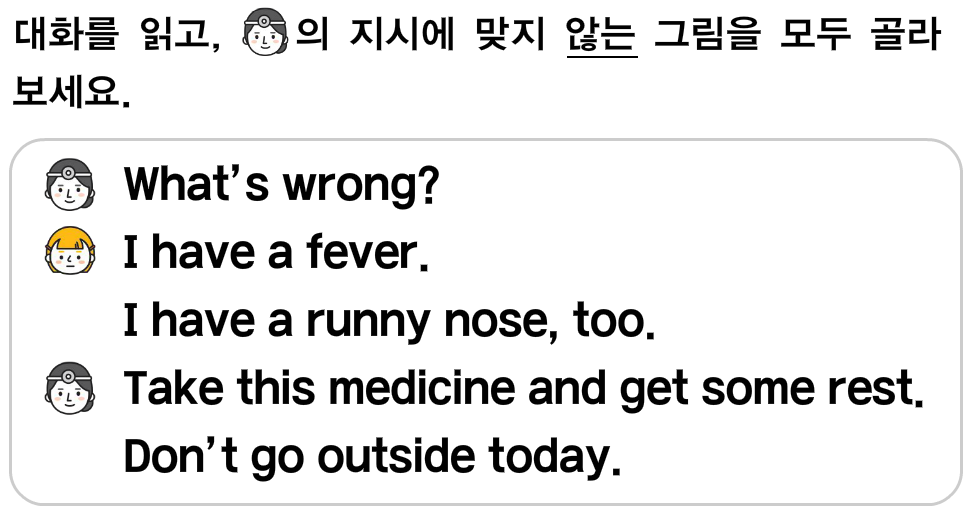 대화를 읽고, 의 지시에 맞지 않는 그림을 모두 골라
보세요.
What's wrong?
I have a fever.
I have a runny nose, too.
Take this medicine and get some rest.
Don't go outside today.